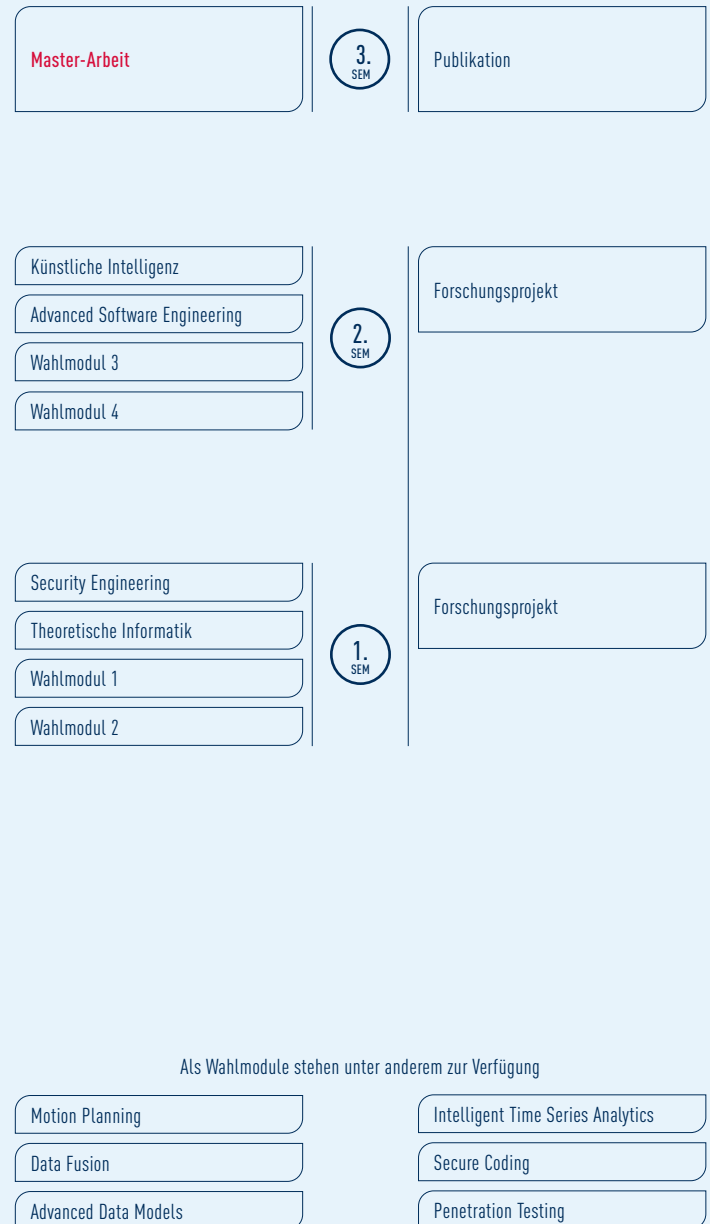 Master-Arbeit
3.
SEM
Publikation
Künstliche Intelligenz
Advanced Software Engineering
Wahlmodul 3
Wahlmodul 4
2.
SEM
Forschungsprojekt
Security Engineering
Theoretische Informatik
Wahlmodul 1
Wahlmodul 2
1.
SEM
Forschungsprojekt
Als Wahlmodule stehen unter anderem zur Verfügung
Motion Planning
Data Fusion
Advanced Data Models
Intelligent Time Series Analytics
Secure Coding
Penetration Testing